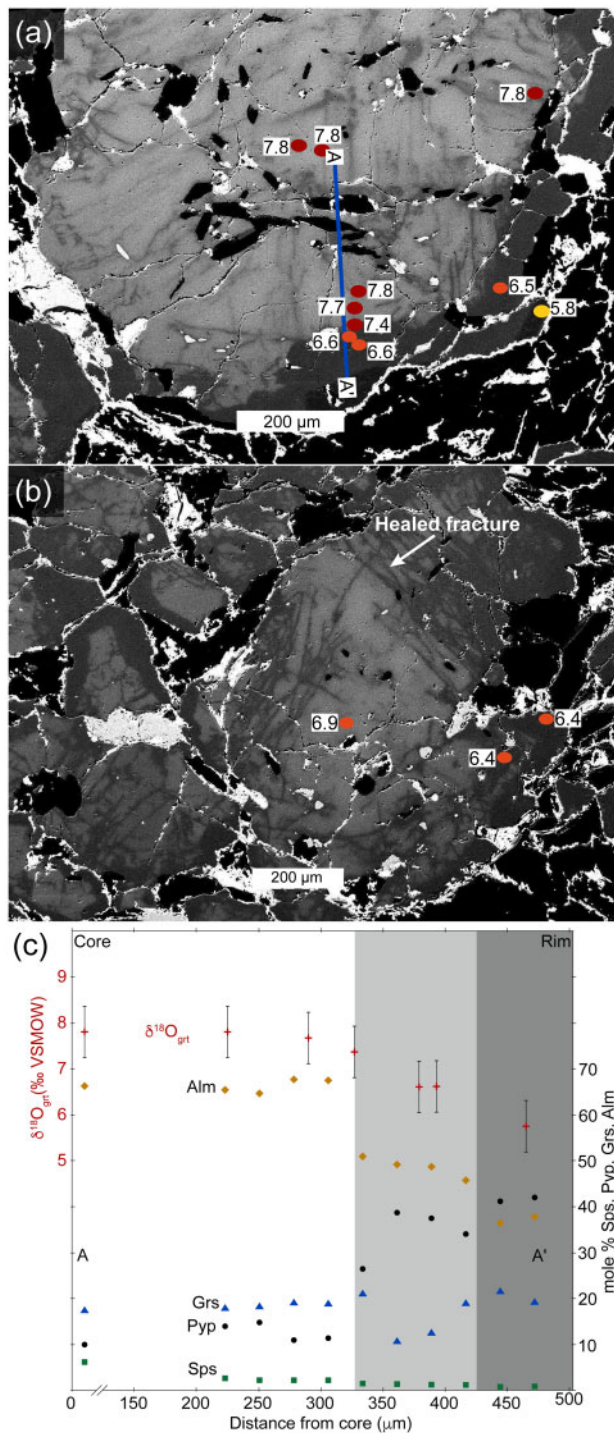 (a)
7.8
7.8
7.8
A
7.8
7.7
7.4
6.6
6.6
6.5
5.8
A'
200 µm
(b)
Healed fracture
6.9
6.4
6.4
200 µm
(c)
Core
Rim
9
8
7
6
5
δ¹⁸Ogrt(‰ VSMOW)
δ¹⁸Ogrt
Alm
A
A'
Grs
Pyp
Sps
70
60
50
40
30
20
10
mole % Sps, Pyp, Grs, Alm
0
50
100
150
200
250
300
350
400
450
500
Distance from core (µm)